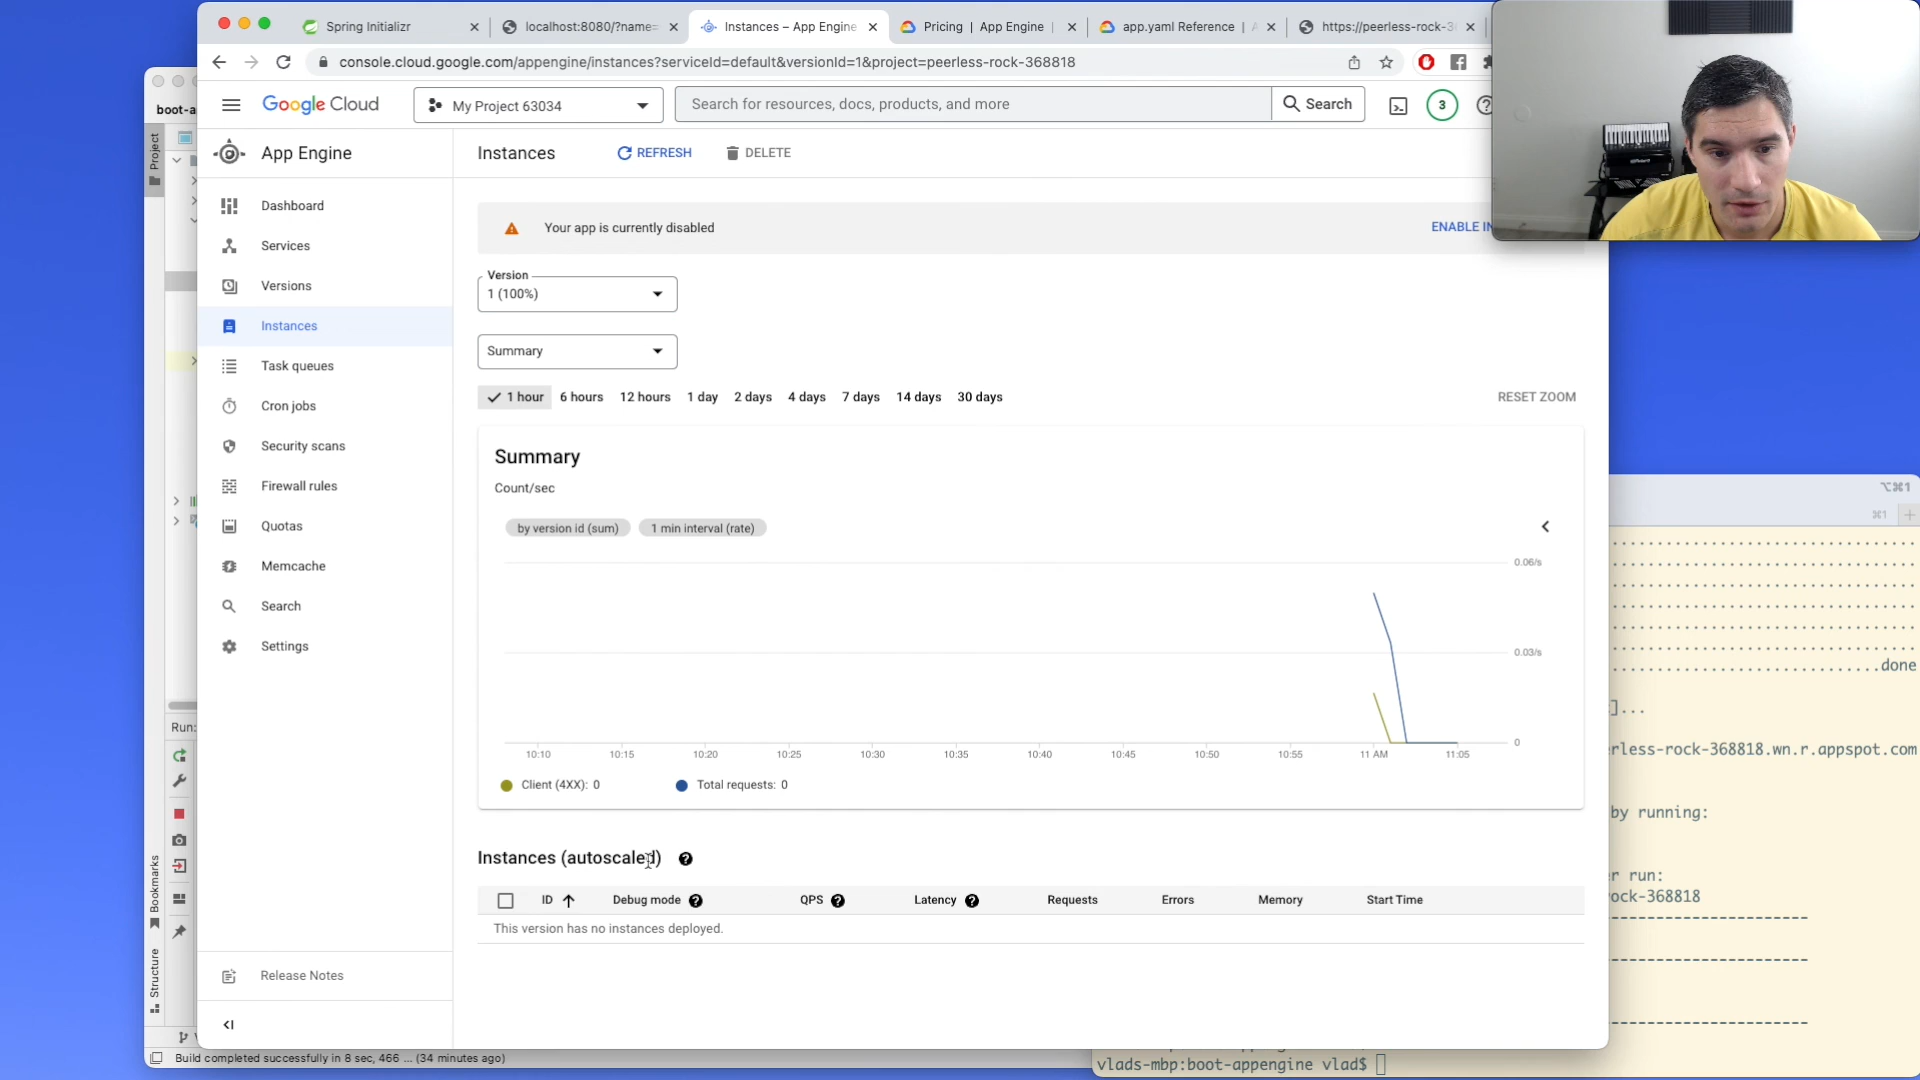 Spring Initializr
localhost:8080/?name=
Instances – App Engine
Pricing | App Engine |
app.yaml Reference |
https://peerless-rock-3
console.cloud.google.com/appengine/instances?serviceId=default&versionId=1&project=peerless-rock-368818
boot-a
Google Cloud
My Project 63034
Search for resources, docs, products, and more
Search
3
Project
App Engine
Instances
REFRESH
DELETE
Dashboard
Services
Versions
Instances
Task queues
Cron jobs
Security scans
Firewall rules
Quotas
Memcache
Search
Settings
Release Notes
Your app is currently disabled
ENABLE IN
Version
1 (100%)
Summary
1 hour 6 hours 12 hours 1 day 2 days 4 days 7 days 14 days 30 days
RESET ZOOM
Summary
Count/sec
by version id (sum)
1 min interval (rate)
0.06/s
0.03/s
0
10:10 10:15 10:20 10:25 10:30 10:35 10:40 10:45 10:50 10:55 11 AM 11:05
Client (4XX): 0
Total requests: 0
Instances (autoscaled)
ID Debug mode QPS Latency Requests Errors Memory Start Time
This version has no instances deployed.
Run:
Bookmarks
Structure
Build completed successfully in 8 sec, 466 ... (34 minutes ago)
⌥⌘1
⌘1
.......................................
.......................................
.......................................
.......................................
.......................................
.......................................
...................................done
]...
rless-rock-368818.wn.r.appspot.com
by running:
r run:
ock-368818
-----------------------------
-----------------------------
-----------------------------
vlads-mbp:boot-appengine vlad$